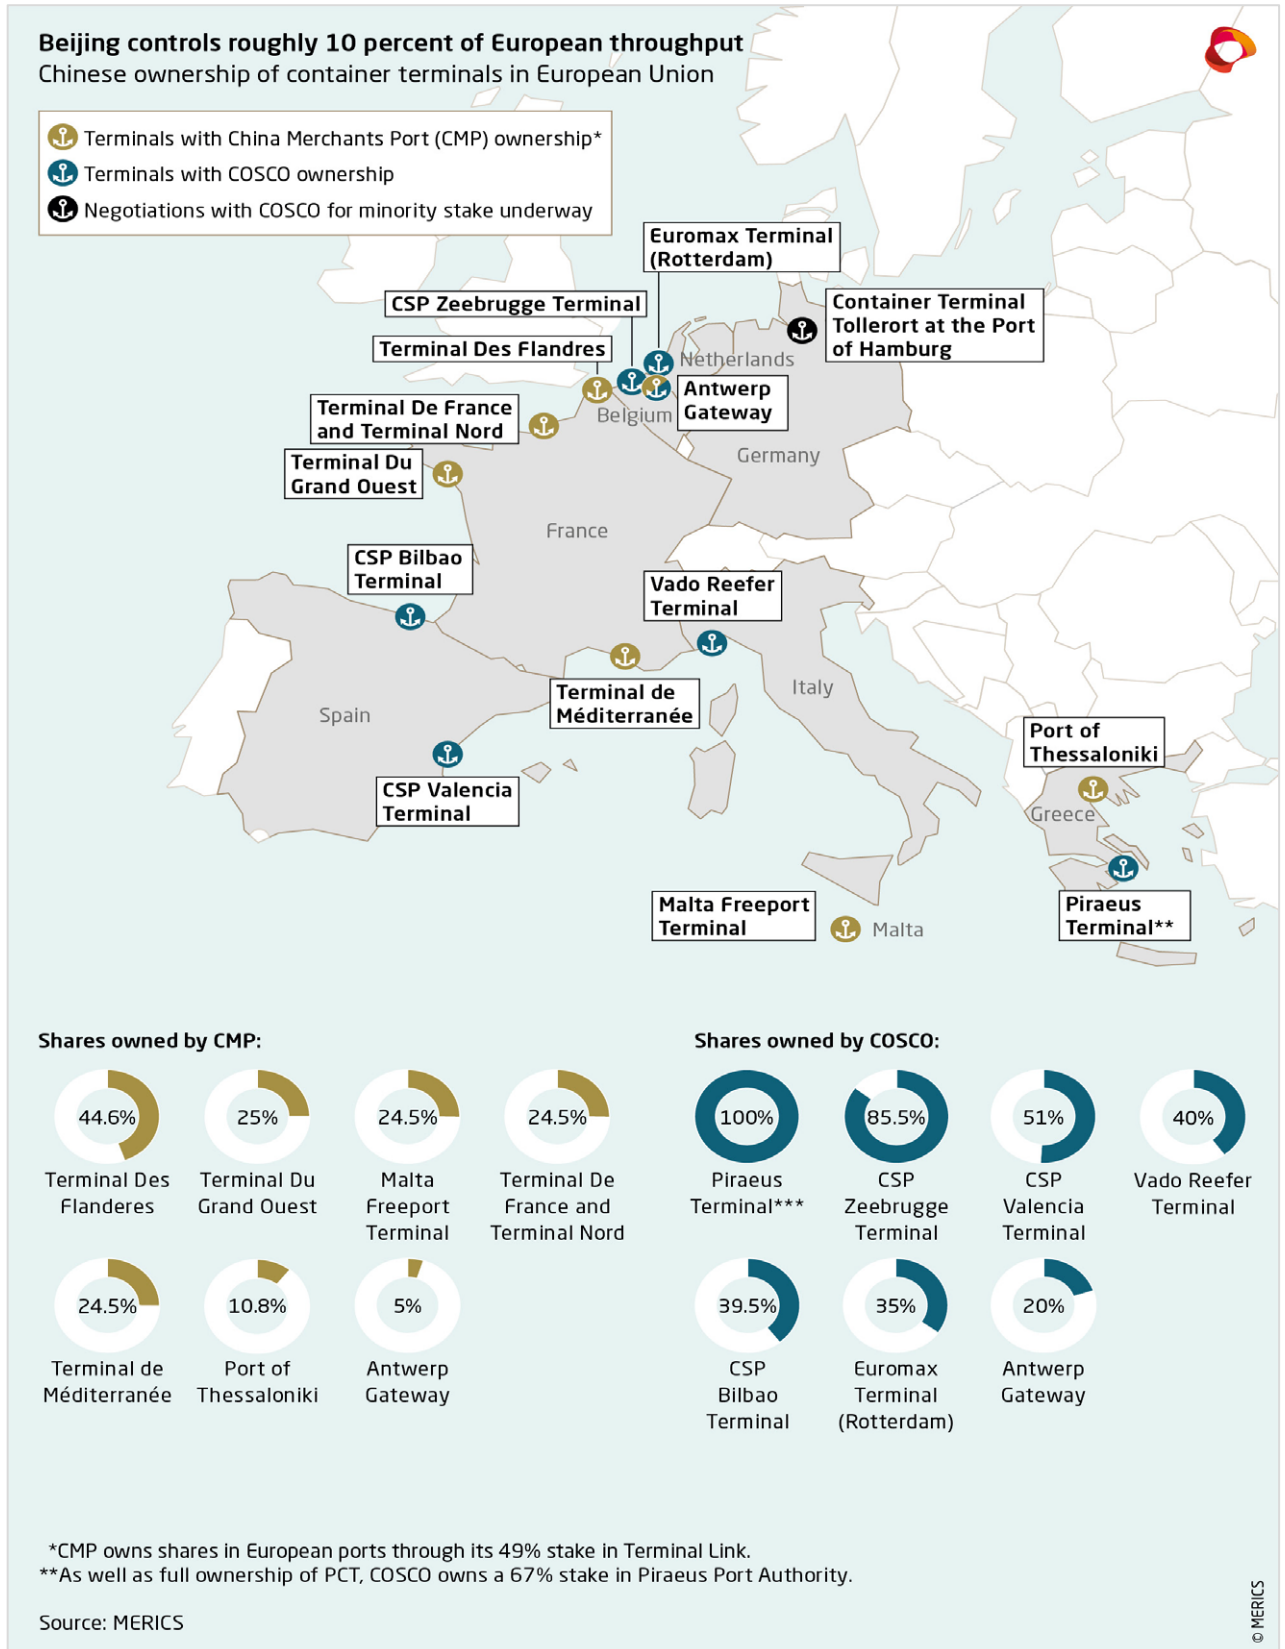 Beijing controls roughly 10 percent of European throughput
Chinese ownership of container terminals in European Union
Terminals with China Merchants Port (CMP) ownership*
Terminals with COSCO ownership
Negotiations with COSCO for minority stake underway
Euromax Terminal
(Rotterdam)
CSP Zeebrugge Terminal
Container Terminal
Tollerort at the Port
of Hamburg
Terminal Des Flandres
Netherlands
Antwerp
Gateway
Belgium
Terminal De France
and Terminal Nord
Germany
Terminal Du
Grand Ouest
France
CSP Bilbao
Terminal
Vado Reefer
Terminal
Terminal de
Méditerranée
Italy
Spain
Port of
Thessaloniki
CSP Valencia
Terminal
Greece
Malta Freeport
Terminal
Malta
Piraeus
Terminal**
Shares owned by CMP:
44.6%
Terminal Des
Flanderes
25%
Terminal Du
Grand Ouest
24.5%
Malta
Freeport
Terminal
24.5%
Terminal De
France and
Terminal Nord
24.5%
Terminal de
Méditerranée
10.8%
Port of
Thessaloniki
5%
Antwerp
Gateway
Shares owned by COSCO:
100%
Piraeus
Terminal***
85.5%
CSP
Zeebrugge
Terminal
51%
CSP
Valencia
Terminal
40%
Vado Reefer
Terminal
39.5%
CSP
Bilbao
Terminal
35%
Euromax
Terminal
(Rotterdam)
20%
Antwerp
Gateway
*CMP owns shares in European ports through its 49% stake in Terminal Link.
**As well as full ownership of PCT, COSCO owns a 67% stake in Piraeus Port Authority.
Source: MERICS
© MERICS